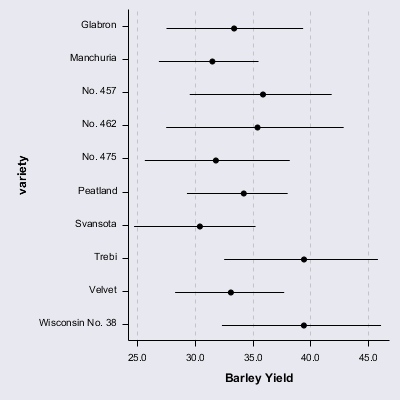 Glabron
Manchuria
No. 457
No. 462
No. 475
Peatland
Svansota
Trebi
Velvet
Wisconsin No. 38
variety
25.0 30.0 35.0 40.0 45.0
Barley Yield